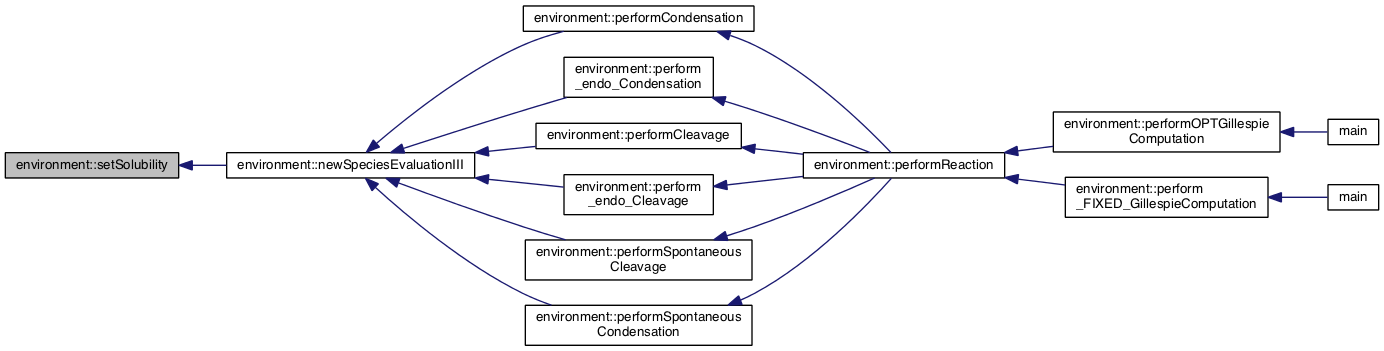 environment::setSolubility
environment::newSpeciesEvaluationIII
environment::performCondensation
environment::perform
_endo_Condensation
environment::performCleavage
environment::perform
_endo_Cleavage
environment::performSpontaneous
Cleavage
environment::performSpontaneous
Condensation
environment::performReaction
environment::performOPTGillespie
Computation
main
environment::perform
_FIXED_GillespieComputation
main